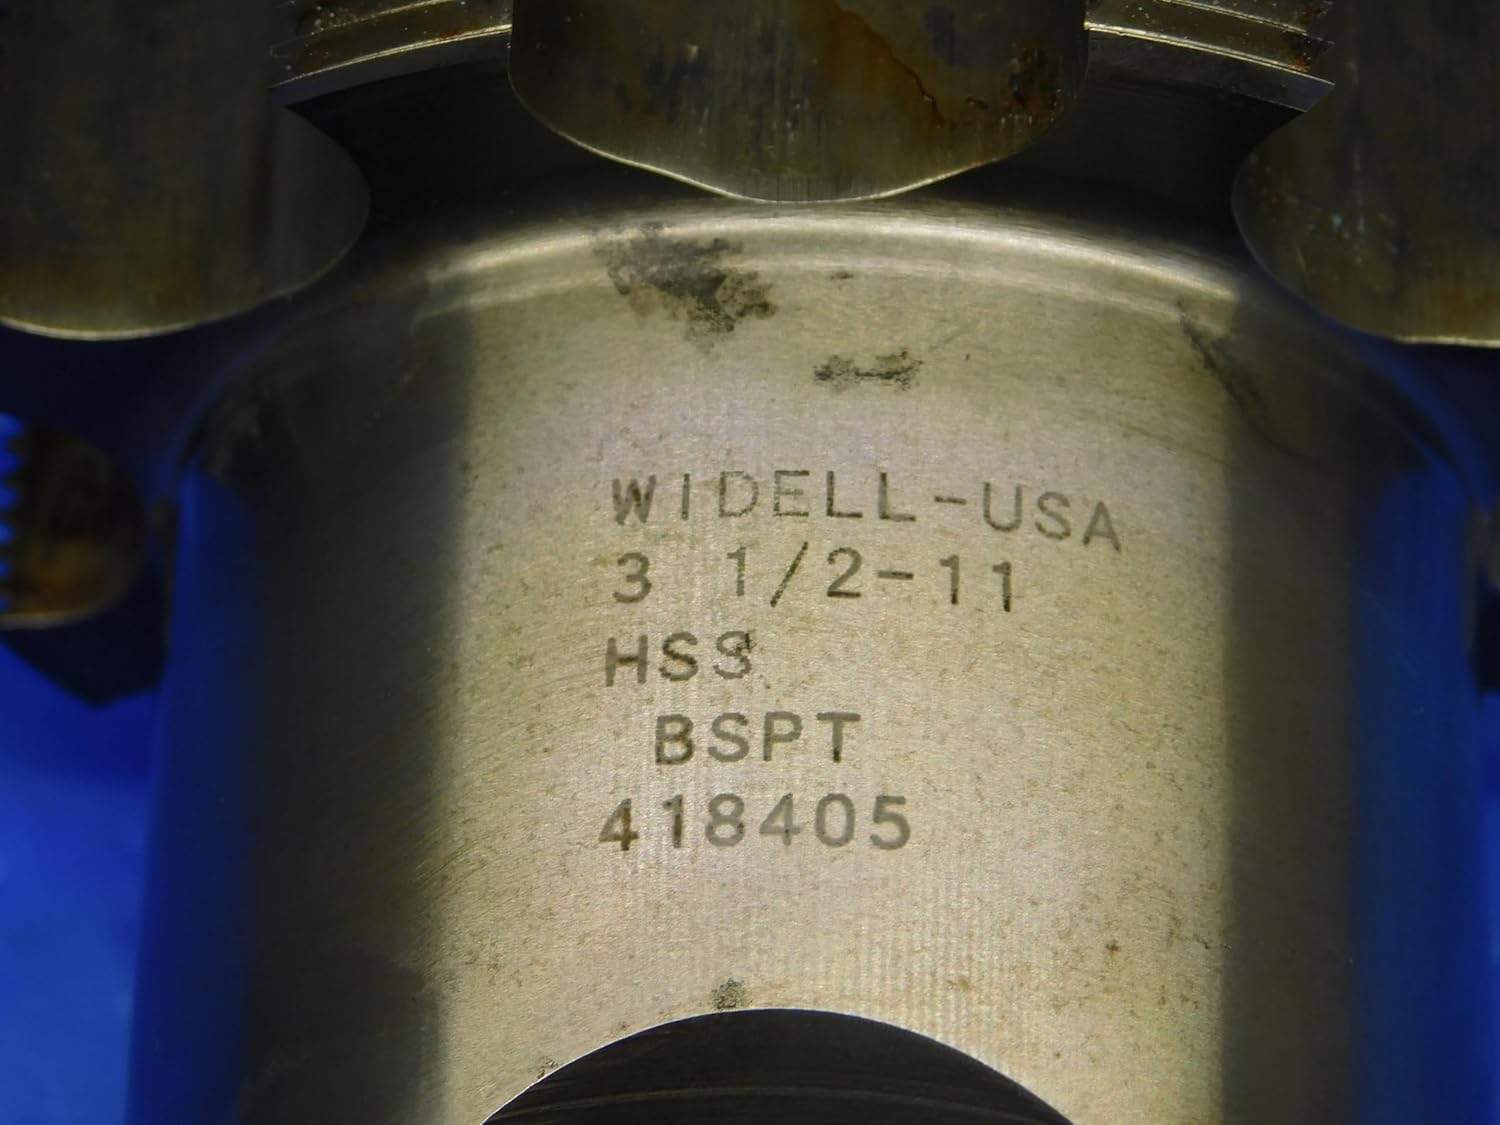 WIDELL-USA
3 1/2-11
HSS
BSPT
418405